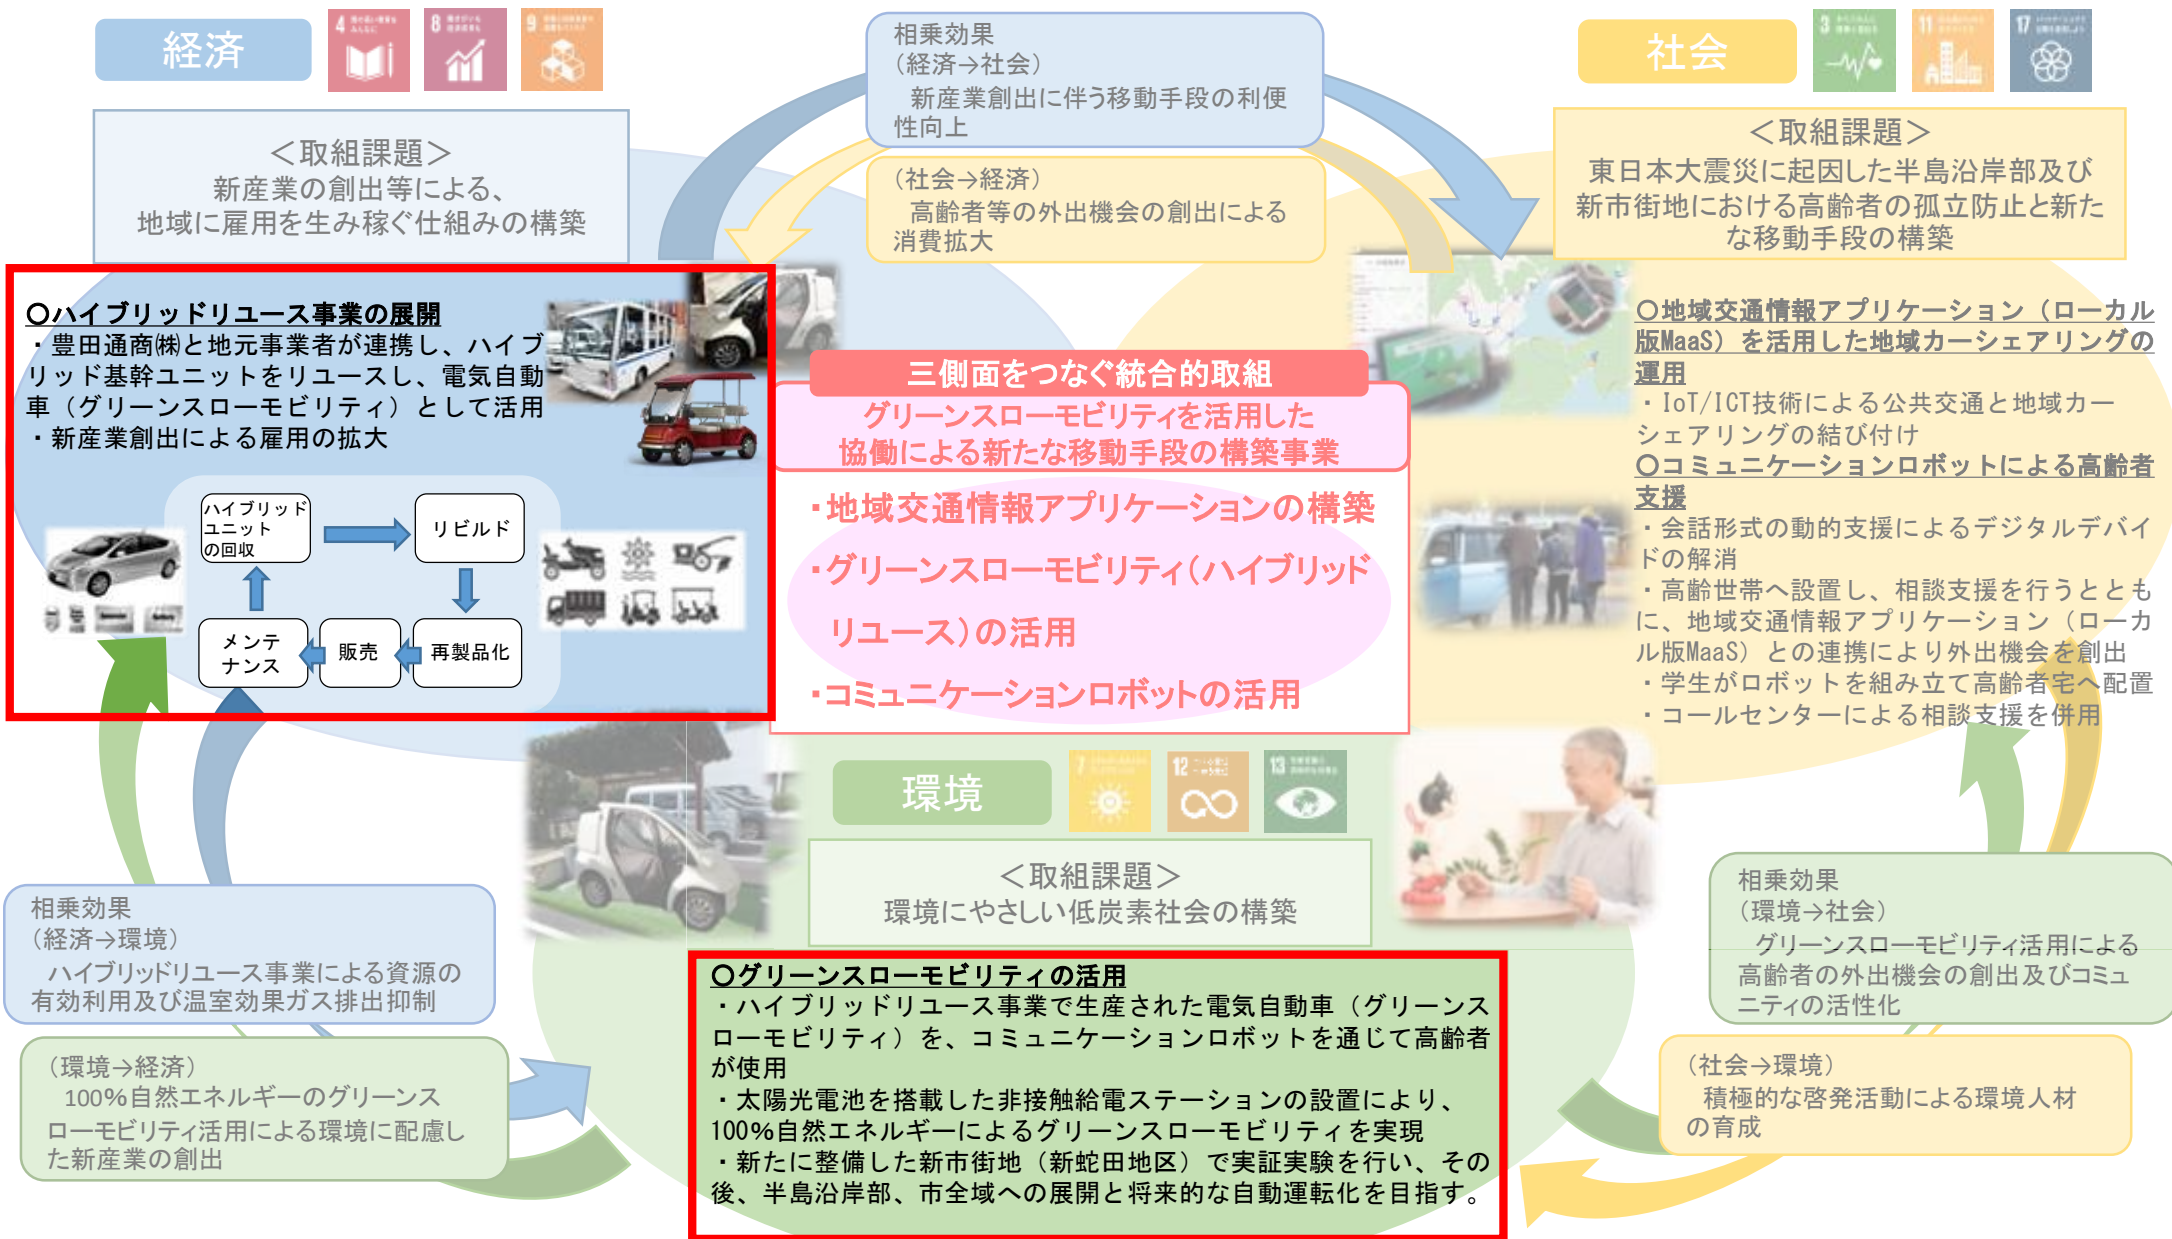 経済
4
8
9
＜取組課題＞
新産業の創出等による、
地域に雇用を生み稼ぐ仕組みの構築
相乗効果
（経済→社会）
新産業創出に伴う移動手段の利便
性向上
（社会→経済）
高齢者等の外出機会の創出による
消費拡大
社会
3
11
17
＜取組課題＞
東日本大震災に起因した半島沿岸部及び
新市街地における高齢者の孤立防止と新た
な移動手段の構築
○ハイブリッドリユース事業の展開
・豊田通商㈱と地元事業者が連携し、ハイブ
リッド基幹ユニットをリユースし、電気自動
車（グリーンスローモビリティ）として活用
・新産業創出による雇用の拡大
ハイブリッド
ユニット
の回収
リビルド
再製品化
販売
メンテ
ナンス
三側面をつなぐ統合的取組
グリーンスローモビリティを活用した
協働による新たな移動手段の構築事業
・地域交通情報アプリケーションの構築
・グリーンスローモビリティ(ハイブリッド
リユース)の活用
・コミュニケーションロボットの活用
○地域交通情報アプリケーション（ローカル
版MaaS）を活用した地域カーシェアリングの
運用
・IoT/ICT技術による公共交通と地域カー
シェアリングの結び付け
○コミュニケーションロボットによる高齢者
支援
・会話形式の動的支援によるデジタルデバイ
ドの解消
・高齢世帯へ設置し、相談支援を行うととも
に、地域交通情報アプリケーション（ローカ
ル版MaaS）との連携により外出機会を創出
・学生がロボットを組み立て高齢者宅へ配置
・コールセンターによる相談支援を併用
環境
7
12
13
＜取組課題＞
環境にやさしい低炭素社会の構築
○グリーンスローモビリティの活用
・ハイブリッドリユース事業で生産された電気自動車（グリーンス
ローモビリティ）を、コミュニケーションロボットを通じて高齢者
が使用
・太陽光電池を搭載した非接触給電ステーションの設置により、
100%自然エネルギーによるグリーンスローモビリティを実現
・新たに整備した新市街地（新蛇田地区）で実証実験を行い、その
後、半島沿岸部、市全域への展開と将来的な自動運転化を目指す。
相乗効果
（経済→環境）
ハイブリッドリユース事業による資源の
有効利用及び温室効果ガス排出抑制
（環境→経済）
100%自然エネルギーのグリーンス
ローモビリティ活用による環境に配慮し
た新産業の創出
相乗効果
（環境→社会）
グリーンスローモビリティ活用による
高齢者の外出機会の創出及びコミュ
ニティの活性化
（社会→環境）
積極的な啓発活動による環境人材
の育成